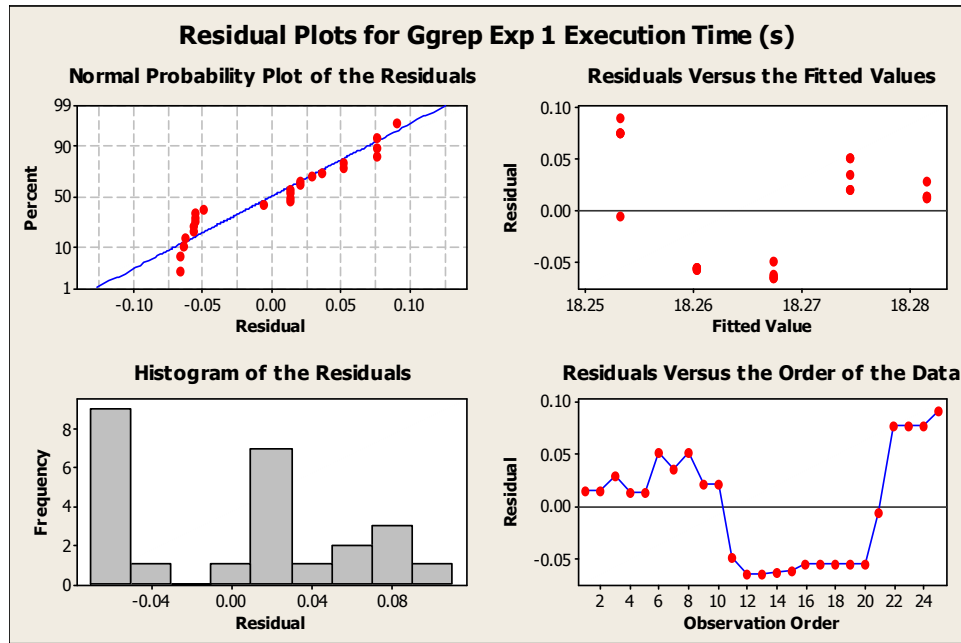 Residual Plots for Ggrep Exp 1 Execution Time (s)
Normal Probability Plot of the Residuals
99
90
50
10
1
Percent
-0.10 -0.05 0.00 0.05 0.10
Residual
Residuals Versus the Fitted Values
0.10
0.05
0.00
-0.05
Residual
18.25 18.26 18.27 18.28
Fitted Value
Histogram of the Residuals
8
6
4
2
0
Frequency
-0.04 0.00 0.04 0.08
Residual
Residuals Versus the Order of the Data
0.10
0.05
0.00
-0.05
Residual
2 4 6 8 10 12 14 16 18 20 22 24
Observation Order